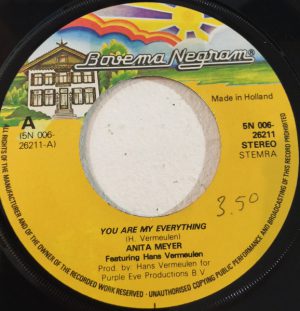 Bovema Negram®
Made in Holland
A
(5N 006-
26211-A)
5N 006-
26211
STEREO
STEMRA
3.50
YOU ARE MY EVERYTHING
(H. Vermeulen)
ANITA MEYER
Featuring Hans Vermeulen
Prod. by: Hans Vermeulen for
Purple Eye Productions B.V.
ALL RIGHTS OF THE MANUFACTURER AND OF THE OWNER OF THE RECORDED WORK RESERVED · UNAUTHORISED COPYING PUBLIC PERFORMANCE AND BROADCASTING OF THIS RECORD PROHIBITED